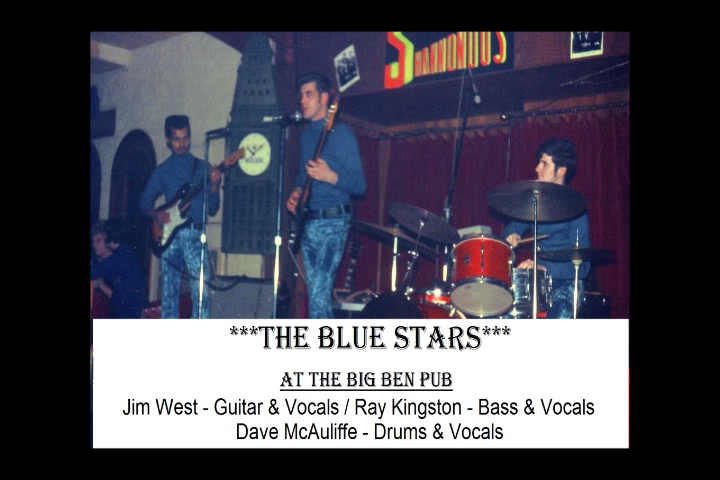 SHANNONDOS
***THE BLUE STARS***
AT THE BIG BEN PUB
Jim West - Guitar & Vocals / Ray Kingston - Bass & Vocals
Dave McAuliffe - Drums & Vocals